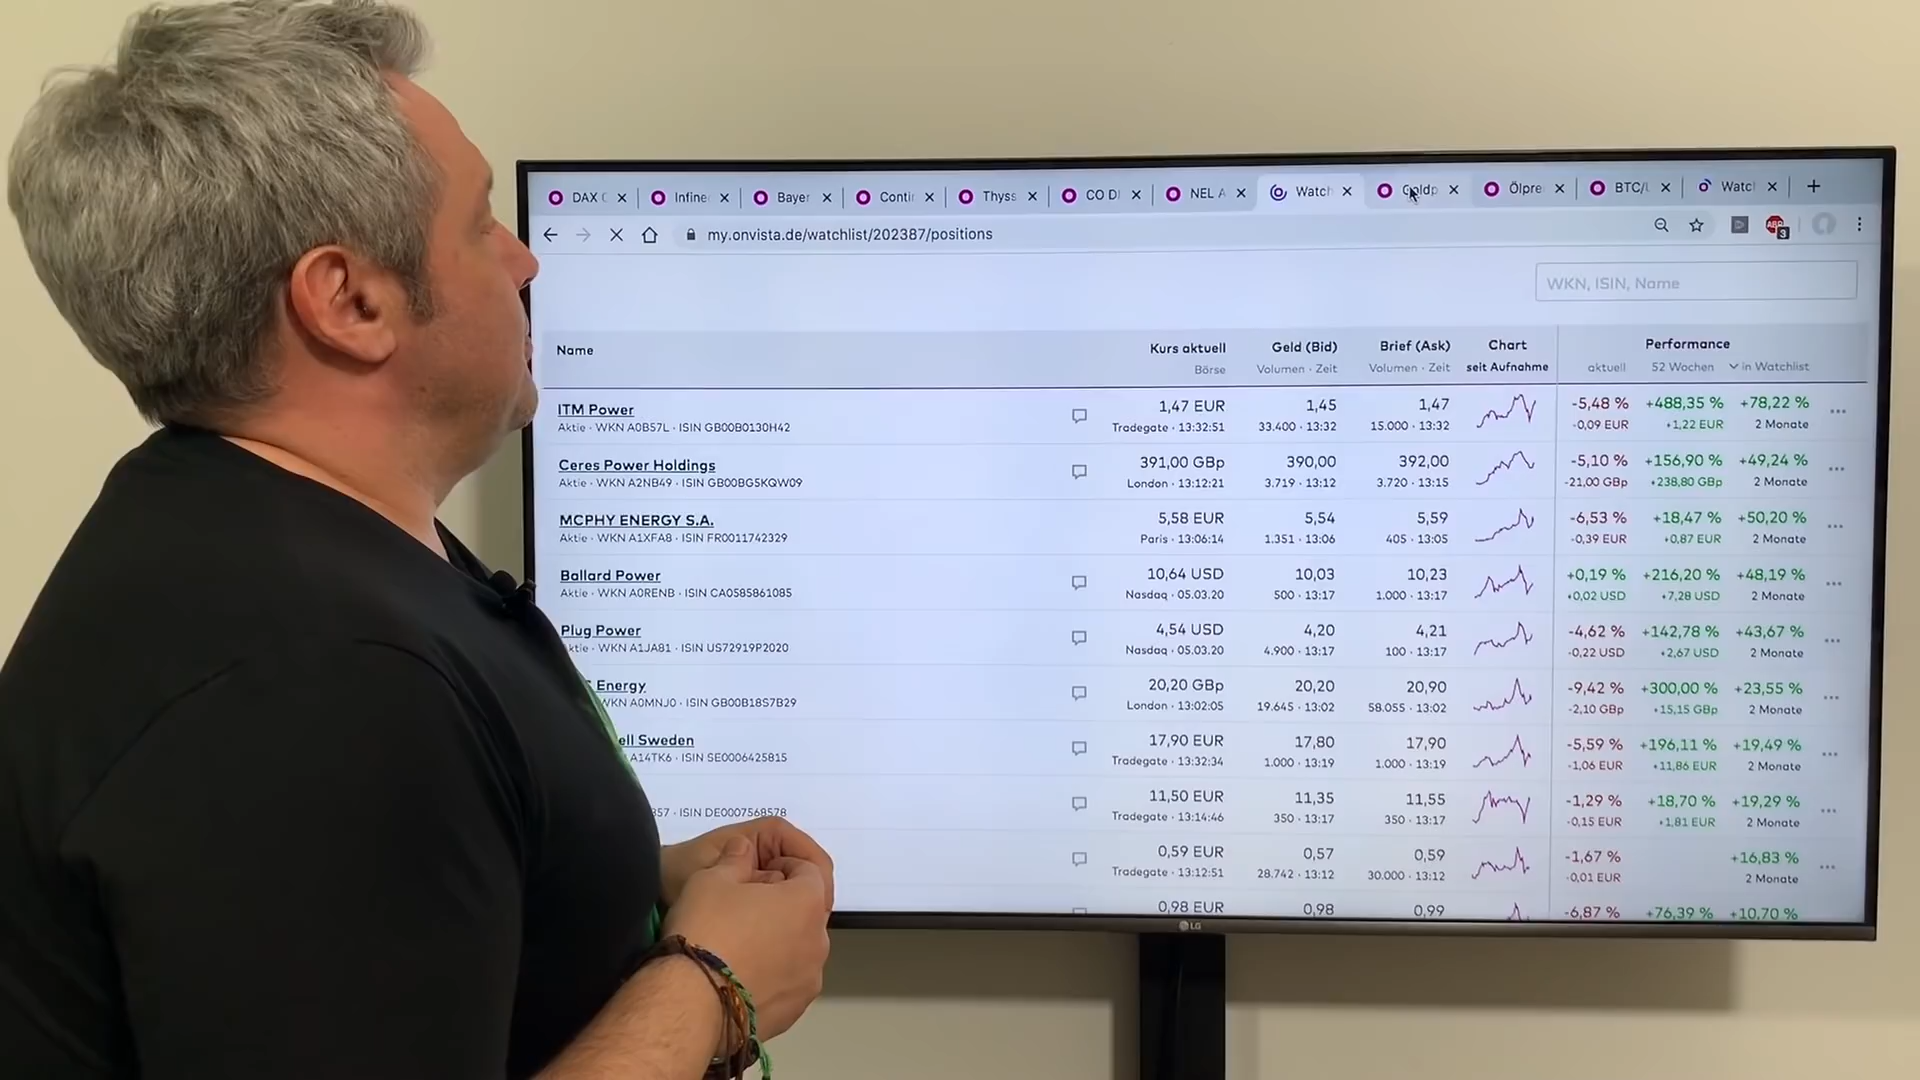 DAX Infine Bayer Contin Thyss CO D NEL A Watch Goldp Ölpre BTC/ Watch
my.onvista.de/watchlist/202387/positions
3
WKN, ISIN, Name
Name Kurs aktuell Geld (Bid) Brief (Ask) Chart Performance
Börse Volumen · Zeit Volumen · Zeit seit Aufnahme aktuell 52 Wochen in Watchlist
ITM Power 1,47 EUR 1,45 1,47 -5,48 % +488,35 % +78,22 %
Aktie · WKN A0B57L · ISIN GB00B0130H42 Tradegate · 13:32:51 33.400 · 13:32 15.000 · 13:32 -0,09 EUR +1,22 EUR 2 Monate
Ceres Power Holdings 391,00 GBp 390,00 392,00 -5,10 % +156,90 % +49,24 %
Aktie · WKN A2NB49 · ISIN GB00BG5KQW09 London · 13:12:21 3.719 · 13:12 3.720 · 13:15 -21,00 GBp +238,80 GBp 2 Monate
MCPHY ENERGY S.A. 5,58 EUR 5,54 5,59 -6,53 % +18,47 % +50,20 %
Aktie · WKN A1XFA8 · ISIN FR0011742329 Paris · 13:06:14 1.351 · 13:06 405 · 13:05 -0,39 EUR +0,87 EUR 2 Monate
Ballard Power 10,64 USD 10,03 10,23 +0,19 % +216,20 % +48,19 %
Aktie · WKN A0RENB · ISIN CA0585861085 Nasdaq · 05.03.20 500 · 13:17 1.000 · 13:17 +0,02 USD +7,28 USD 2 Monate
Plug Power 4,54 USD 4,20 4,21 -4,62 % +142,78 % +43,67 %
ktie · WKN A1JA81 · ISIN US72919P2020 Nasdaq · 05.03.20 4.900 · 13:17 100 · 13:17 -0,22 USD +2,67 USD 2 Monate
Energy 20,20 GBp 20,20 20,90 -9,42 % +300,00 % +23,55 %
WKN A0MNJ0 · ISIN GB00B18S7B29 London · 13:02:05 19.645 · 13:02 58.055 · 13:02 -2,10 GBp +15,15 GBp 2 Monate
ell Sweden 17,90 EUR 17,80 17,90 -5,59 % +196,11 % +19,49 %
A14TK6 · ISIN SE0006425815 Tradegate · 13:32:34 1.000 · 13:19 1.000 · 13:19 -1,06 EUR +11,86 EUR 2 Monate
11,50 EUR 11,35 11,55 -1,29 % +18,70 % +19,29 %
357 · ISIN DE0007568578 Tradegate · 13:14:46 350 · 13:17 350 · 13:17 -0,15 EUR +1,81 EUR 2 Monate
0,59 EUR 0,57 0,59 -1,67 % +16,83 %
Tradegate · 13:12:51 28.742 · 13:12 30.000 · 13:12 -0,01 EUR 2 Monate
0,98 EUR 0,98 0,99 -6,87 % +76,39 % +10,70 %
LG